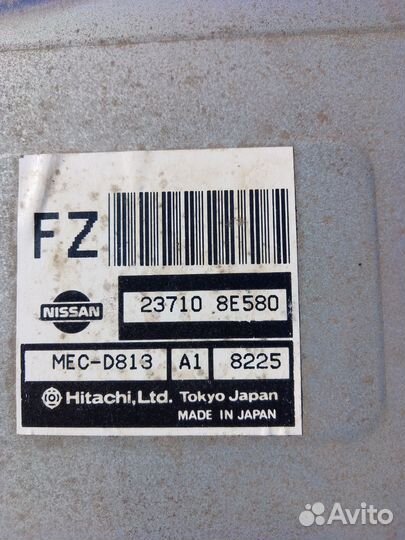 FZ
NISSAN
23710 8E580
MEC-D813 A1 8225
Hitachi, Ltd. Tokyo Japan
MADE IN JAPAN
Avito